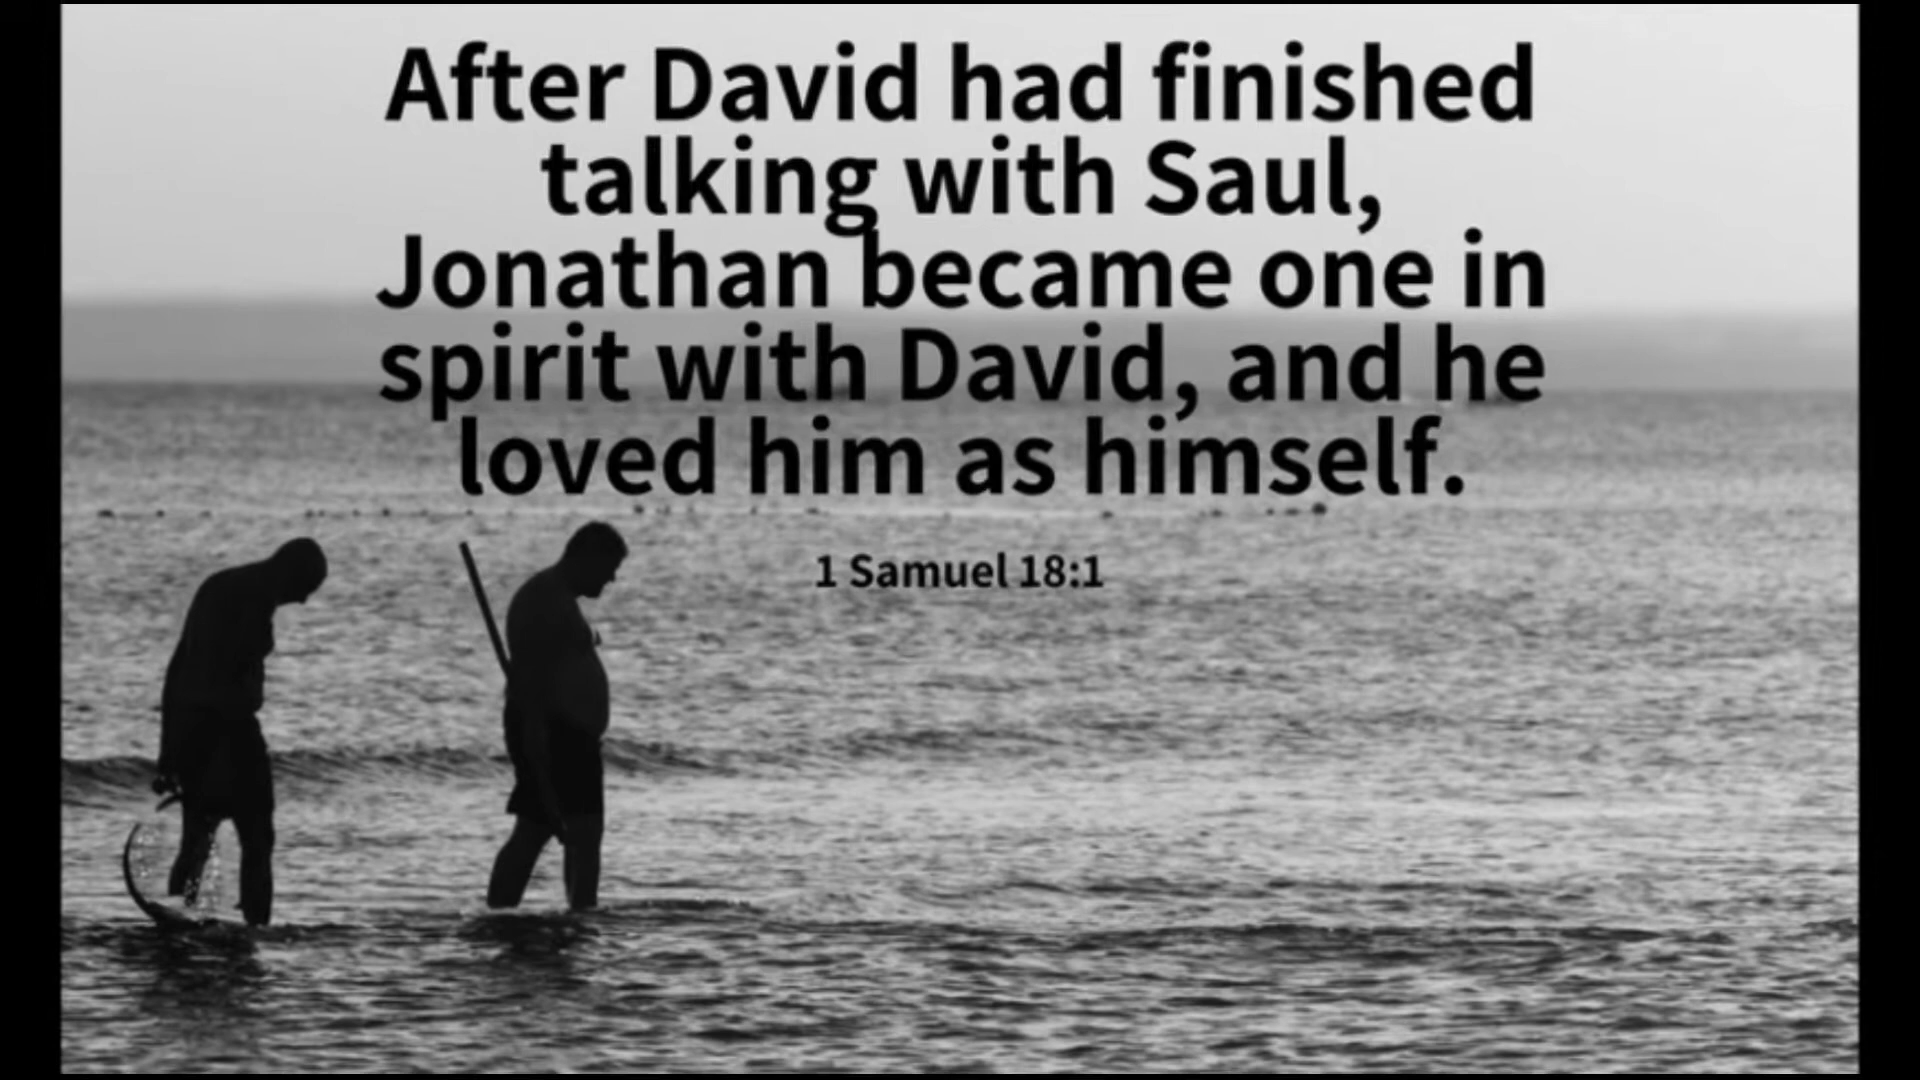 After David had finished
talking with Saul,
Jonathan became one in
spirit with David, and he
loved him as himself.
1 Samuel 18:1